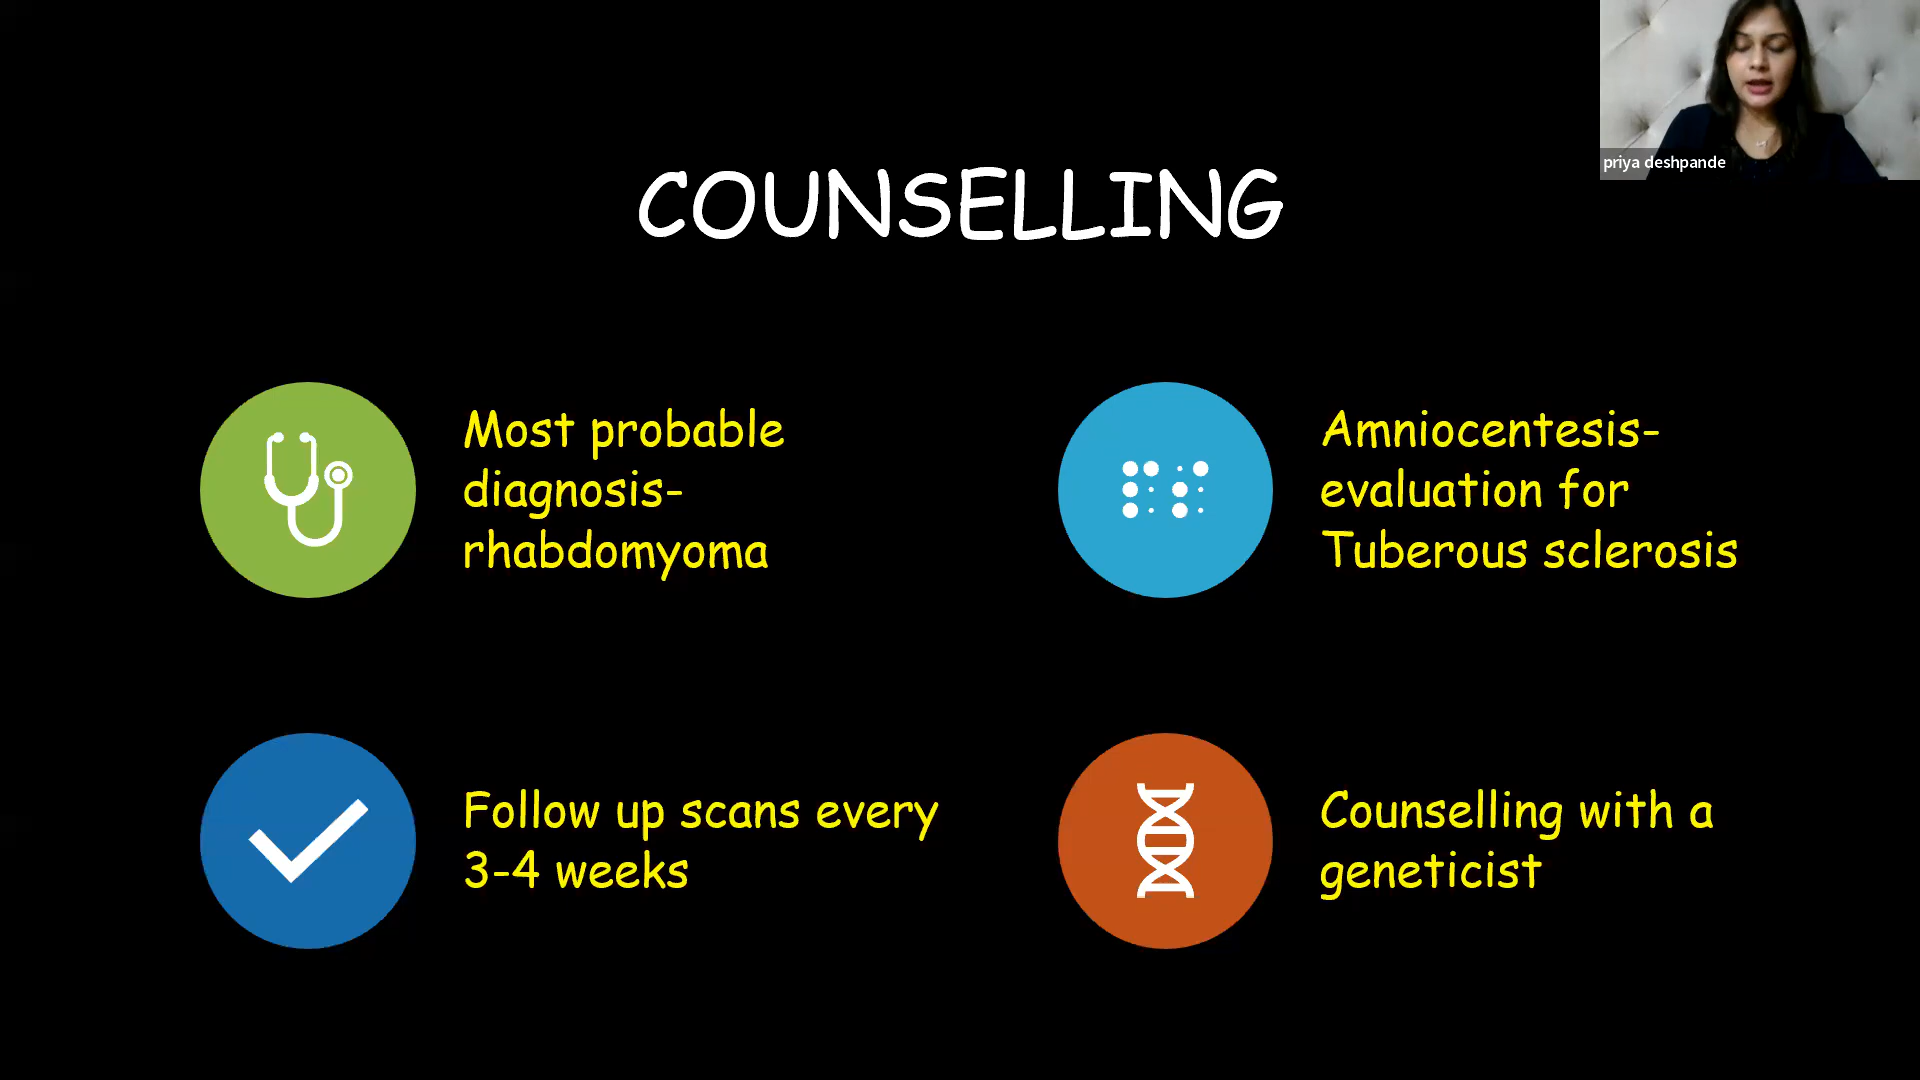 priya deshpande
COUNSELLING
Most probable
diagnosis-
rhabdomyoma
Amniocentesis-
evaluation for
Tuberous sclerosis
Follow up scans every
3-4 weeks
Counselling with a
geneticist